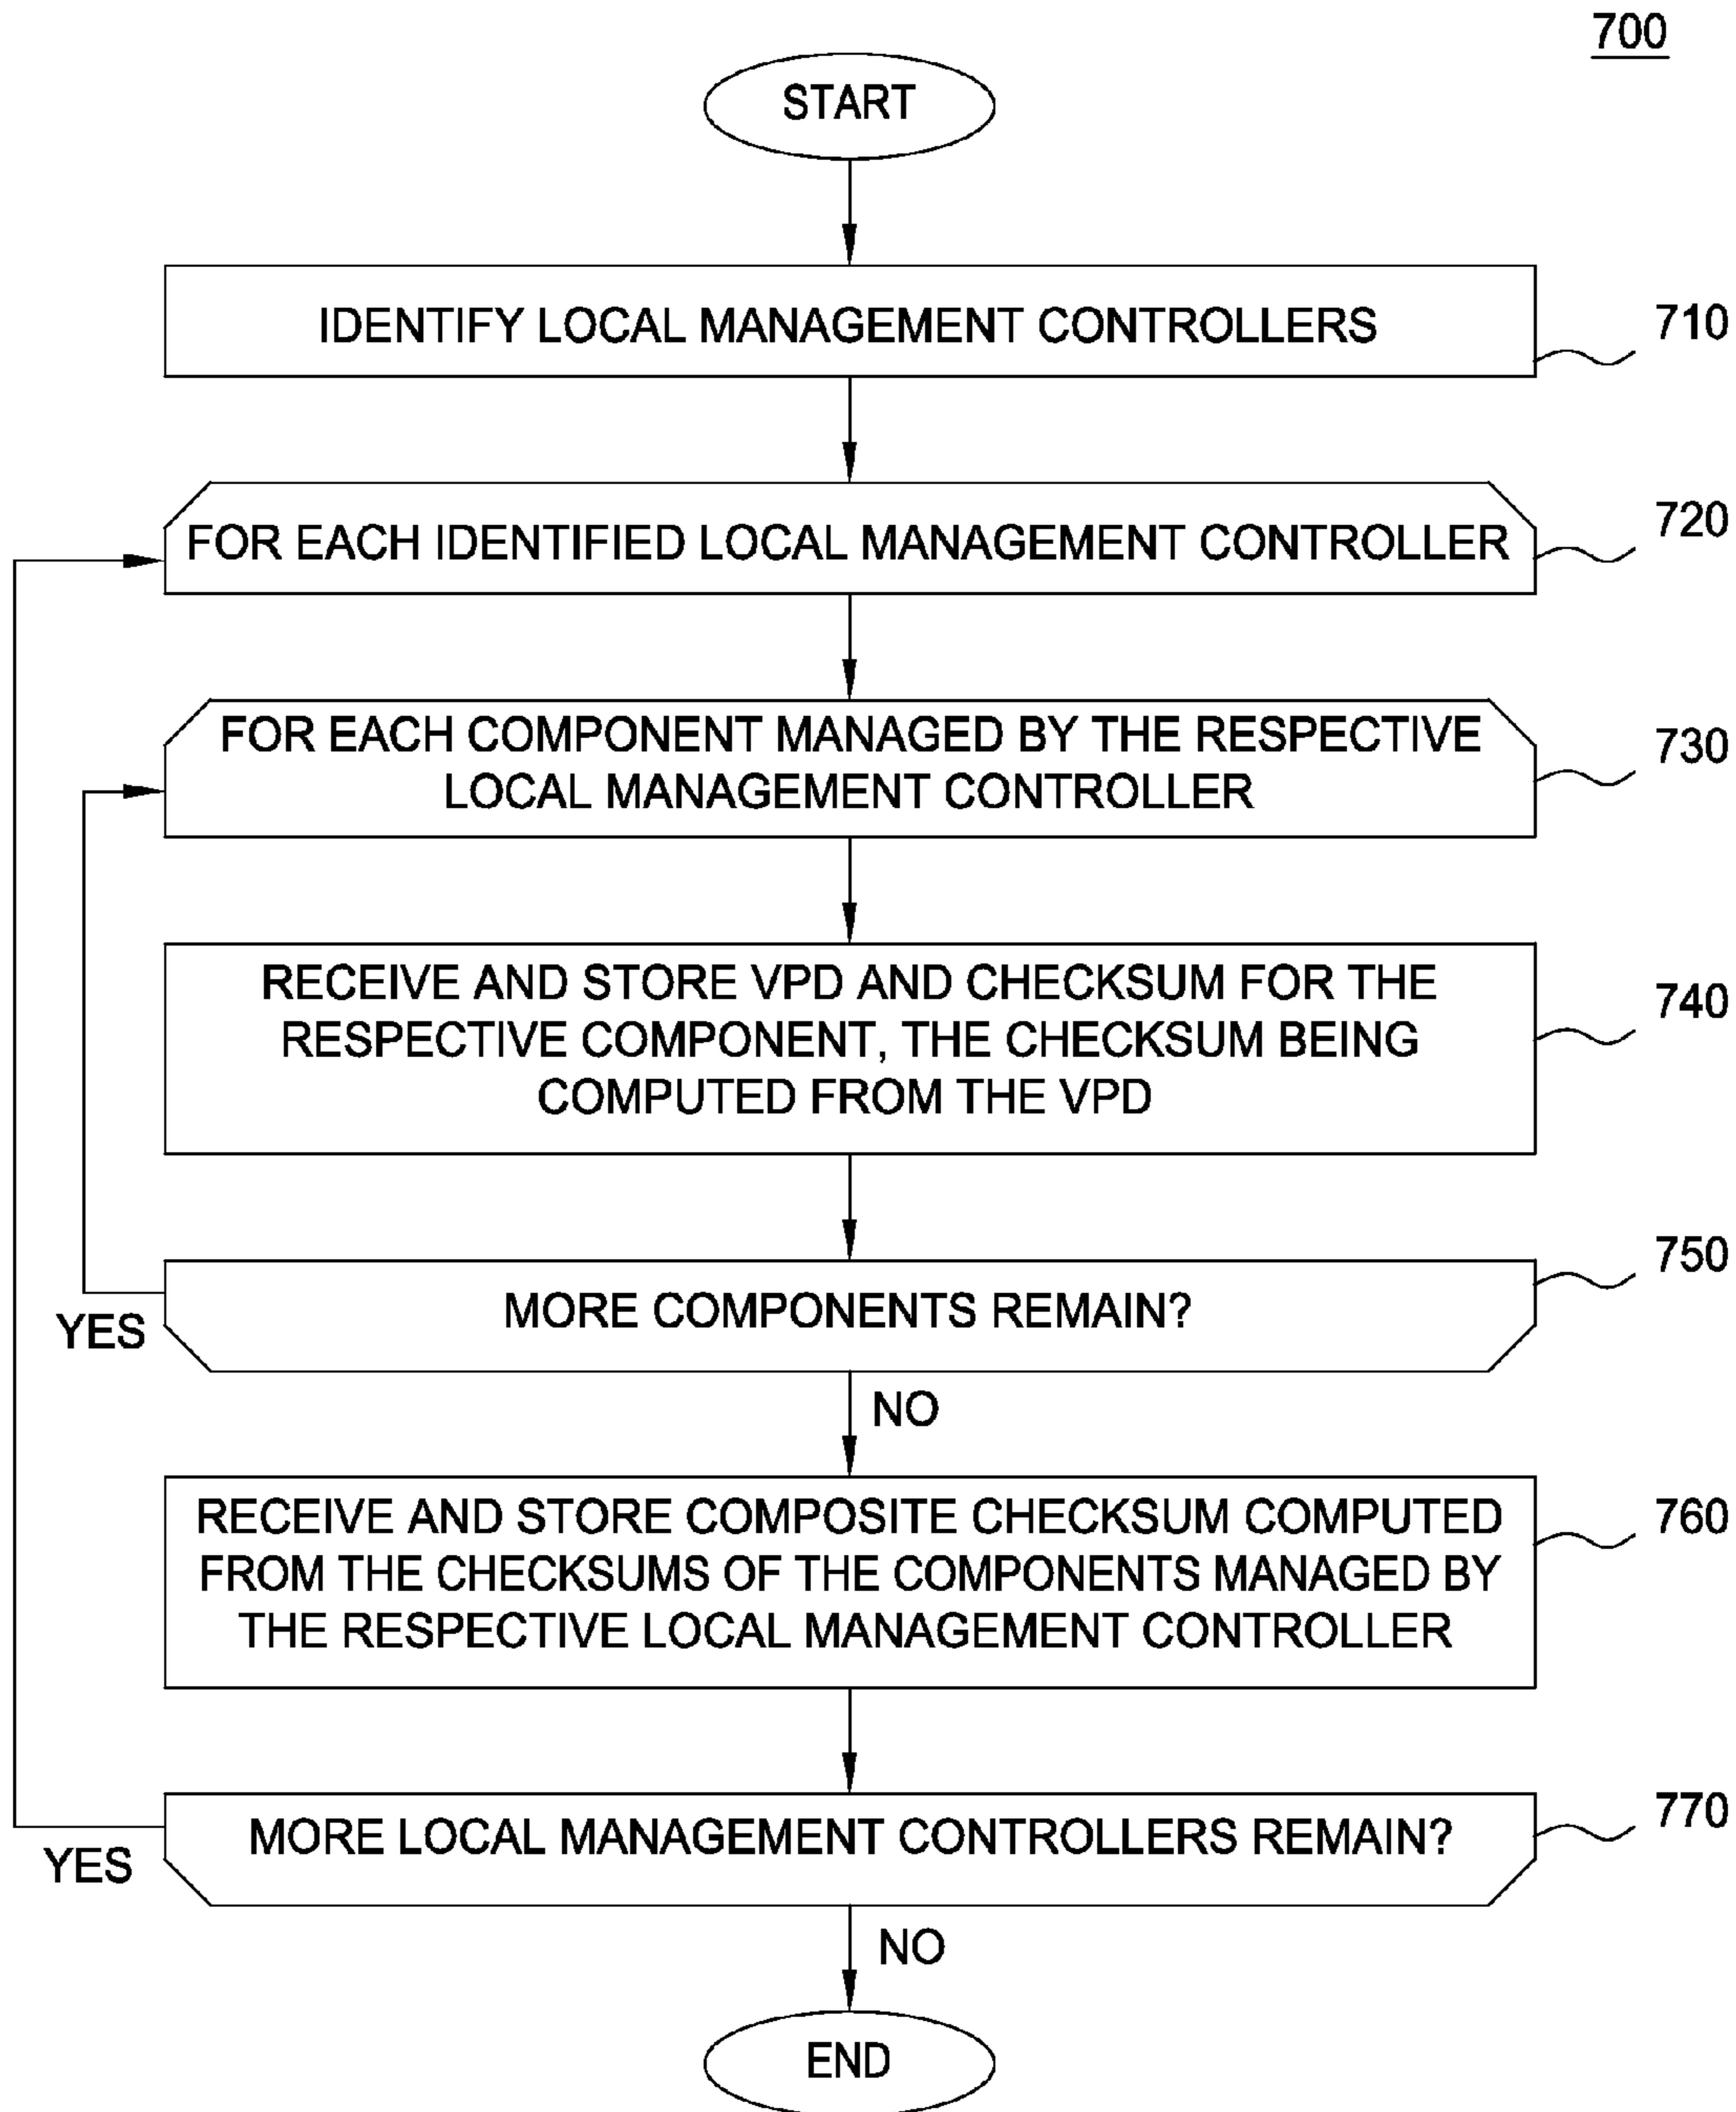 700
START
IDENTIFY LOCAL MANAGEMENT CONTROLLERS
710
FOR EACH IDENTIFIED LOCAL MANAGEMENT CONTROLLER
720
FOR EACH COMPONENT MANAGED BY THE RESPECTIVE
LOCAL MANAGEMENT CONTROLLER
730
RECEIVE AND STORE VPD AND CHECKSUM FOR THE
RESPECTIVE COMPONENT, THE CHECKSUM BEING
COMPUTED FROM THE VPD
740
MORE COMPONENTS REMAIN?
750
YES
NO
RECEIVE AND STORE COMPOSITE CHECKSUM COMPUTED
FROM THE CHECKSUMS OF THE COMPONENTS MANAGED BY
THE RESPECTIVE LOCAL MANAGEMENT CONTROLLER
760
MORE LOCAL MANAGEMENT CONTROLLERS REMAIN?
770
YES
NO
END